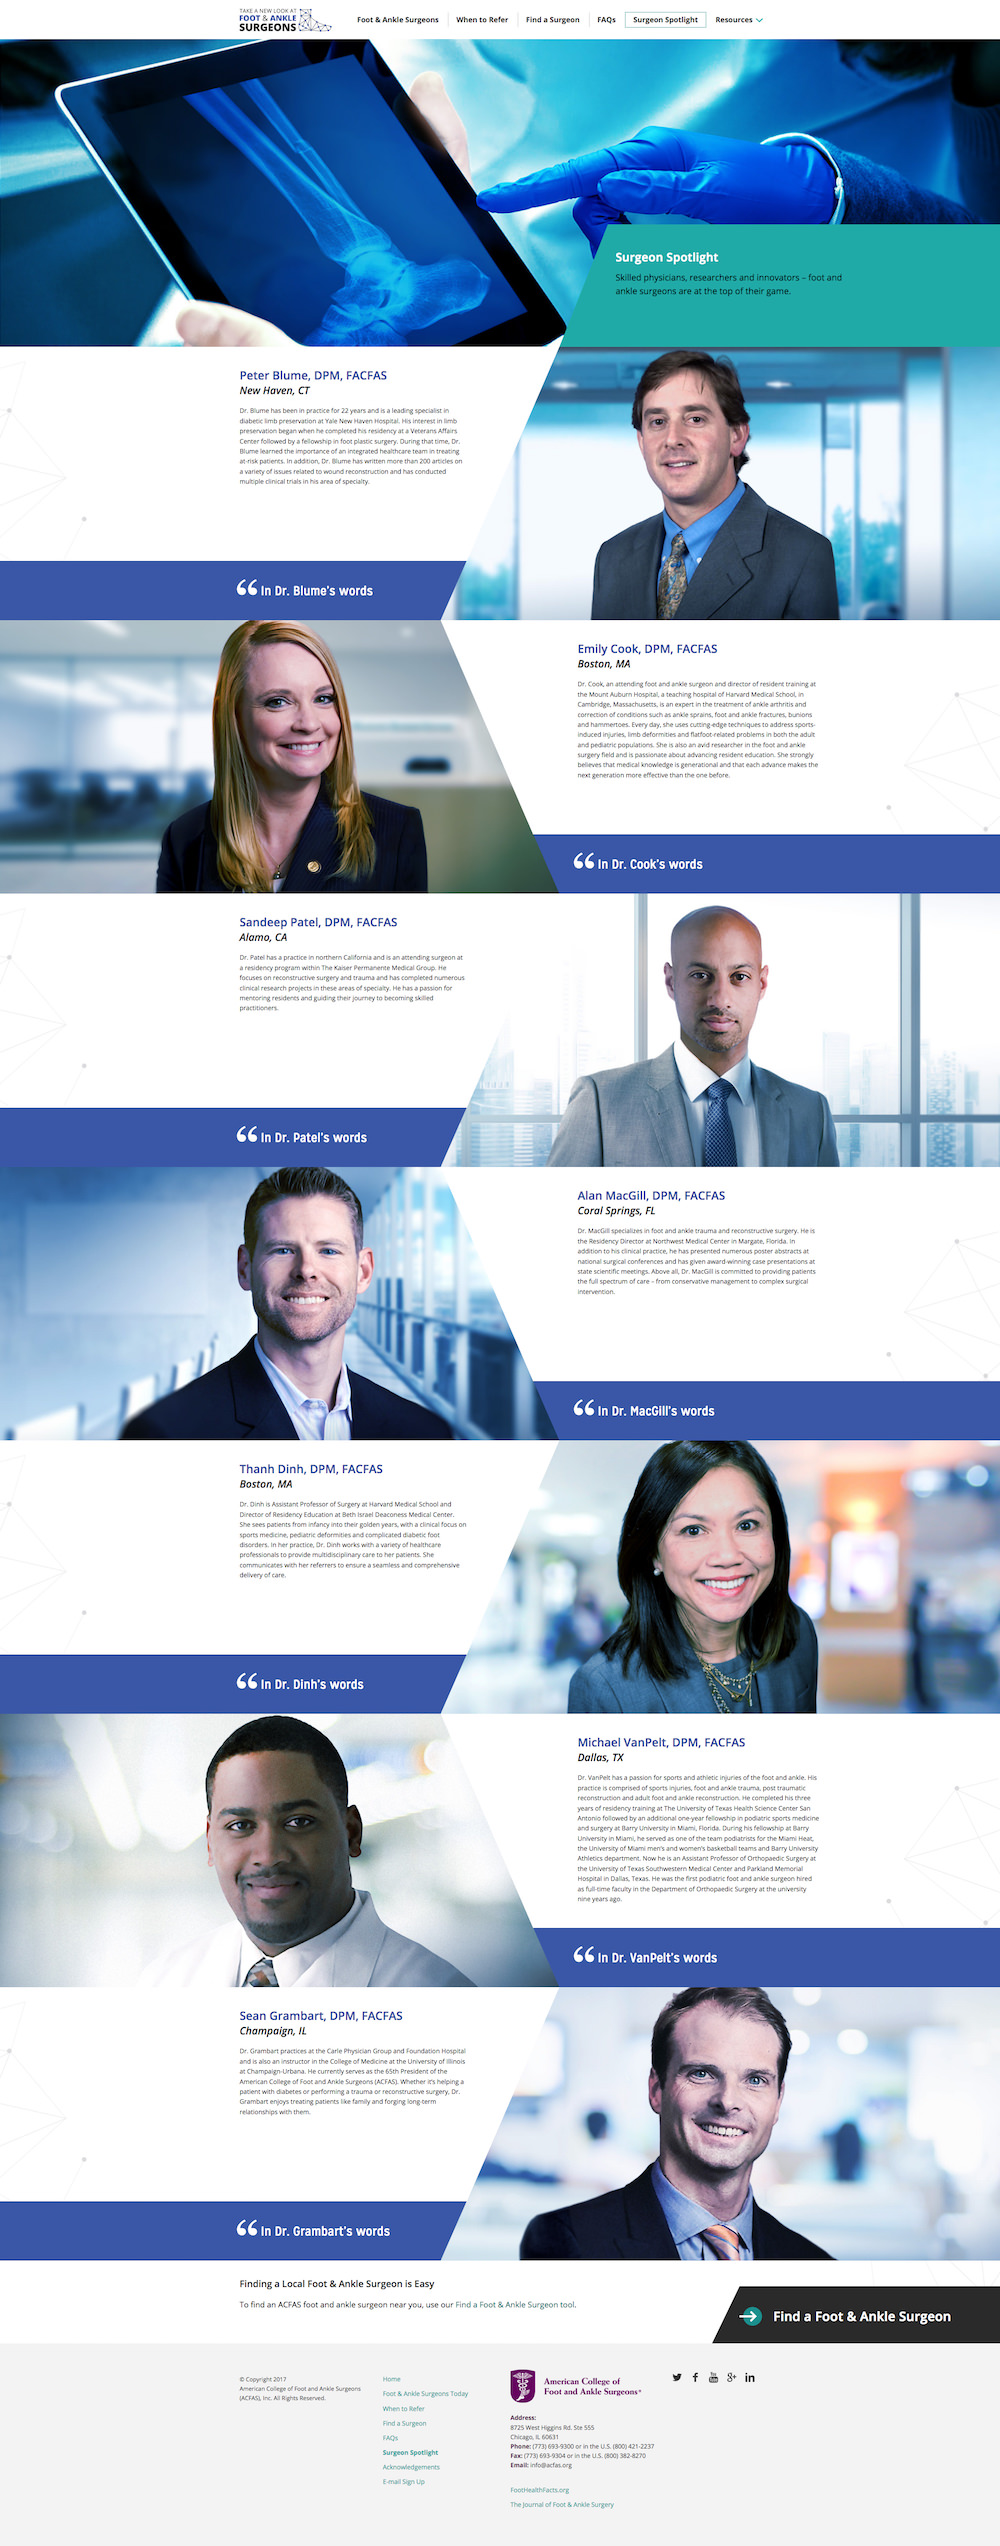 TAKE A NEW LOOK AT
FOOT & ANKLE
SURGEONS
Foot & Ankle Surgeons
When to Refer
Find a Surgeon
FAQs
Surgeon Spotlight
Resources
Surgeon Spotlight
Skilled physicians, researchers and innovators – foot and
ankle surgeons are at the top of their game.
Peter Blume, DPM, FACFAS
New Haven, CT
Dr. Blume has been in practice for 22 years and is a leading specialist in
diabetic limb preservation at Yale New Haven Hospital. His interest in limb
preservation began when he completed his residency at a Veterans Affairs
Center followed by a fellowship in foot plastic surgery. During that time, Dr.
Blume learned the importance of an integrated healthcare team in treating
at-risk patients. In addition, Dr. Blume has written more than 200 articles on
a variety of issues related to wound reconstruction and has conducted
multiple clinical trials in his area of specialty.
“ In Dr. Blume's words
Emily Cook, DPM, FACFAS
Boston, MA
Dr. Cook, an attending foot and ankle surgeon and director of resident training at
the Mount Auburn Hospital, a teaching hospital of Harvard Medical School, in
Cambridge, Massachusetts, is an expert in the treatment of ankle arthritis and
correction of conditions such as ankle sprains, foot and ankle fractures, bunions
and hammertoes. Every day, she uses cutting-edge techniques to address sports-
induced injuries, limb deformities and flatfoot-related problems in both the adult
and pediatric populations. She is also an avid researcher in the foot and ankle
surgery field and is passionate about advancing resident education. She strongly
believes that medical knowledge is generational and that each advance makes the
next generation more effective than the one before.
“ In Dr. Cook's words
Sandeep Patel, DPM, FACFAS
Alamo, CA
Dr. Patel has a practice in northern California and is an attending surgeon at
a residency program within The Kaiser Permanente Medical Group. He
focuses on reconstructive surgery and trauma and has completed numerous
clinical research projects in these areas of specialty. He has a passion for
mentoring residents and guiding their journey to becoming skilled
practitioners.
“ In Dr. Patel's words
Alan MacGill, DPM, FACFAS
Coral Springs, FL
Dr. MacGill specializes in foot and ankle trauma and reconstructive surgery. He is
the Residency Director at Northwest Medical Center in Margate, Florida. In
addition to his clinical practice, he has presented numerous poster abstracts at
national surgical conferences and has given award-winning case presentations at
state scientific meetings. Above all, Dr. MacGill is committed to providing patients
the full spectrum of care – from conservative management to complex surgical
intervention.
“ In Dr. MacGill's words
Thanh Dinh, DPM, FACFAS
Boston, MA
Dr. Dinh is Assistant Professor of Surgery at Harvard Medical School and
Director of Residency Education at Beth Israel Deaconess Medical Center.
She sees patients from infancy into their golden years, with a clinical focus on
sports medicine, pediatric deformities and complicated diabetic foot
disorders. In her practice, Dr. Dinh works with a variety of healthcare
professionals to provide multidisciplinary care to her patients. She
communicates with her referrers to ensure a seamless and comprehensive
delivery of care.
“ In Dr. Dinh's words
Michael VanPelt, DPM, FACFAS
Dallas, TX
Dr. VanPelt has a passion for sports and athletic injuries of the foot and ankle. His
practice is comprised of sports injuries, foot and ankle trauma, post traumatic
reconstruction and adult foot and ankle reconstruction. He completed his three
years of residency training at The University of Texas Health Science Center San
Antonio followed by an additional one-year fellowship in podiatric sports medicine
and surgery at Barry University in Miami, Florida. During his fellowship at Barry
University in Miami, he served as one of the team podiatrists for the Miami Heat,
the University of Miami men's and women's basketball teams and Barry University
Athletics department. Now he is an Assistant Professor of Orthopaedic Surgery at
the University of Texas Southwestern Medical Center and Parkland Memorial
Hospital in Dallas, Texas. He was the first podiatric foot and ankle surgeon hired
as full-time faculty in the Department of Orthopaedic Surgery at the university
nine years ago.
“ In Dr. VanPelt's words
Sean Grambart, DPM, FACFAS
Champaign, IL
Dr. Grambart practices at the Carle Physician Group and Foundation Hospital
and is also an instructor in the College of Medicine at the University of Illinois
at Champaign-Urbana. He currently serves as the 65th President of the
American College of Foot and Ankle Surgeons (ACFAS). Whether it's helping a
patient with diabetes or performing a trauma or reconstructive surgery, Dr.
Grambart enjoys treating patients like family and forging long-term
relationships with them.
“ In Dr. Grambart's words
Finding a Local Foot & Ankle Surgeon is Easy
To find an ACFAS foot and ankle surgeon near you, use our Find a Foot & Ankle Surgeon tool.
Find a Foot & Ankle Surgeon
© Copyright 2017
American College of Foot and Ankle Surgeons
(ACFAS), Inc. All Rights Reserved.
Home
Foot & Ankle Surgeons Today
When to Refer
Find a Surgeon
FAQs
Surgeon Spotlight
Acknowledgements
E-mail Sign Up
American College of
Foot and Ankle Surgeons
Address:
8725 West Higgins Rd. Ste 555
Chicago, IL 60631
Phone: (773) 693-9300 or in the U.S. (800) 421-2237
Fax: (773) 693-9304 or in the U.S. (800) 382-8270
Email: info@acfas.org
FootHealthFacts.org
The Journal of Foot & Ankle Surgery